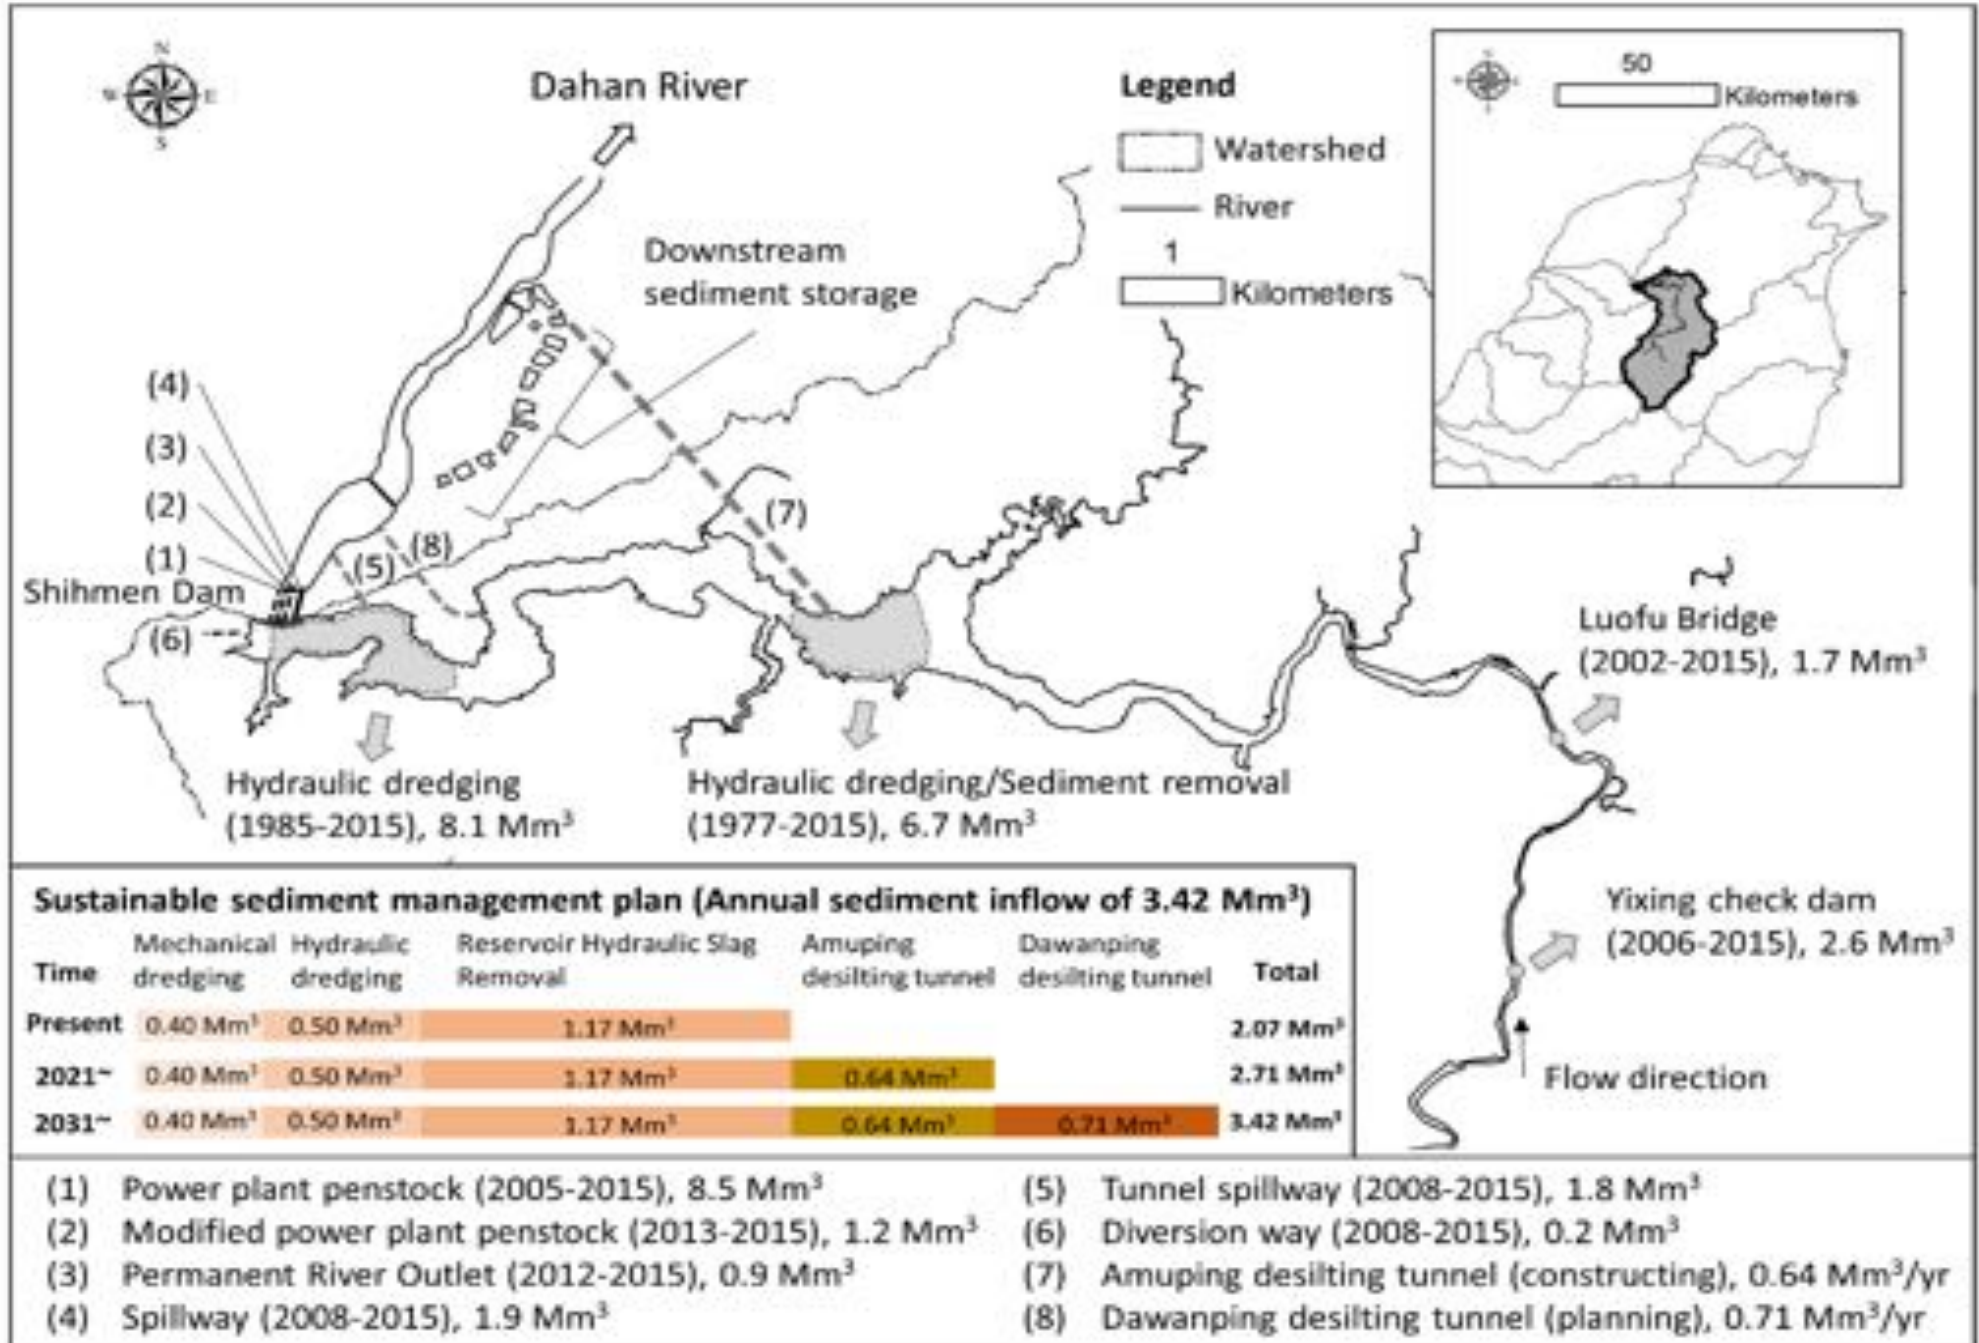 N
E
S
Dahan River
Legend
Watershed
River
1
Kilometers
50
Kilometers
Downstream
sediment storage
(4)
(3)
(2)
(1)
Shihmen Dam
(6)
(5)
(8)
(7)
Luofu Bridge
(2002-2015), 1.7 Mm³
Hydraulic dredging
(1985-2015), 8.1 Mm³
Hydraulic dredging/Sediment removal
(1977-2015), 6.7 Mm³
Yixing check dam
(2006-2015), 2.6 Mm³
Flow direction
Sustainable sediment management plan (Annual sediment inflow of 3.42 Mm³)
Time Mechanical dredging Hydraulic dredging Reservoir Hydraulic Slag Removal Amuping desilting tunnel Dawanping desilting tunnel Total
Present 0.40 Mm³ 0.50 Mm³ 1.17 Mm³ 2.07 Mm³
2021~ 0.40 Mm³ 0.50 Mm³ 1.17 Mm³ 0.64 Mm³ 2.71 Mm³
2031~ 0.40 Mm³ 0.50 Mm³ 1.17 Mm³ 0.64 Mm³ 0.71 Mm³ 3.42 Mm³
(1) Power plant penstock (2005-2015), 8.5 Mm³
(2) Modified power plant penstock (2013-2015), 1.2 Mm³
(3) Permanent River Outlet (2012-2015), 0.9 Mm³
(4) Spillway (2008-2015), 1.9 Mm³
(5) Tunnel spillway (2008-2015), 1.8 Mm³
(6) Diversion way (2008-2015), 0.2 Mm³
(7) Amuping desilting tunnel (constructing), 0.64 Mm³/yr
(8) Dawanping desilting tunnel (planning), 0.71 Mm³/yr